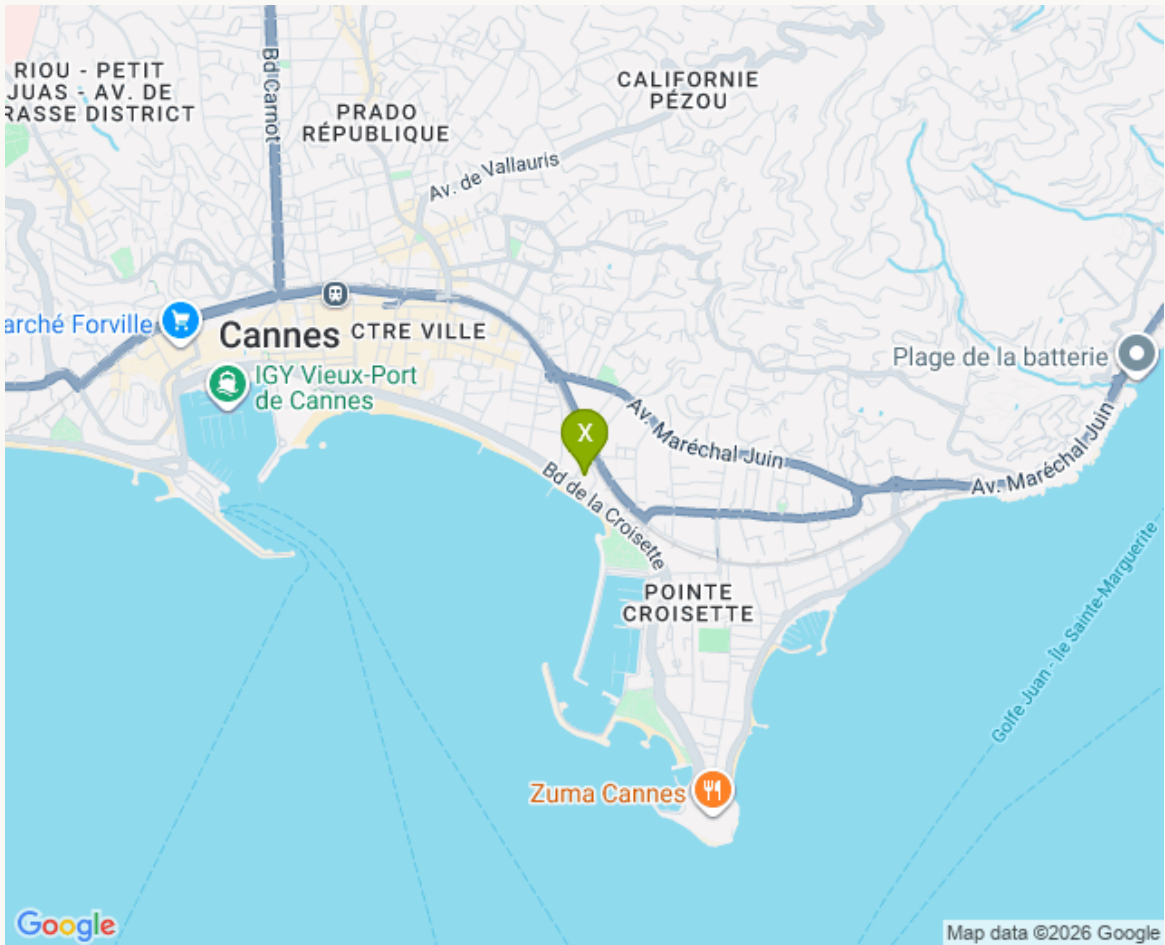 RIOU - PETIT
JUAS - AV. DE
RASSE DISTRICT
Bd Carnot
PRADO
RÉPUBLIQUE
CALIFORNIE
PÉZOU
Av. de Vallauris
arché Forville
Cannes
CTRE VILLE
IGY Vieux-Port
de Cannes
Plage de la batterie
X
Av. Maréchal Juin
Av. Maréchal Juin
Bd de la Croisette
POINTE
CROISETTE
Golfe Juan - Île Sainte-Marguerite
Zuma Cannes
Google
Map data ©2026 Google